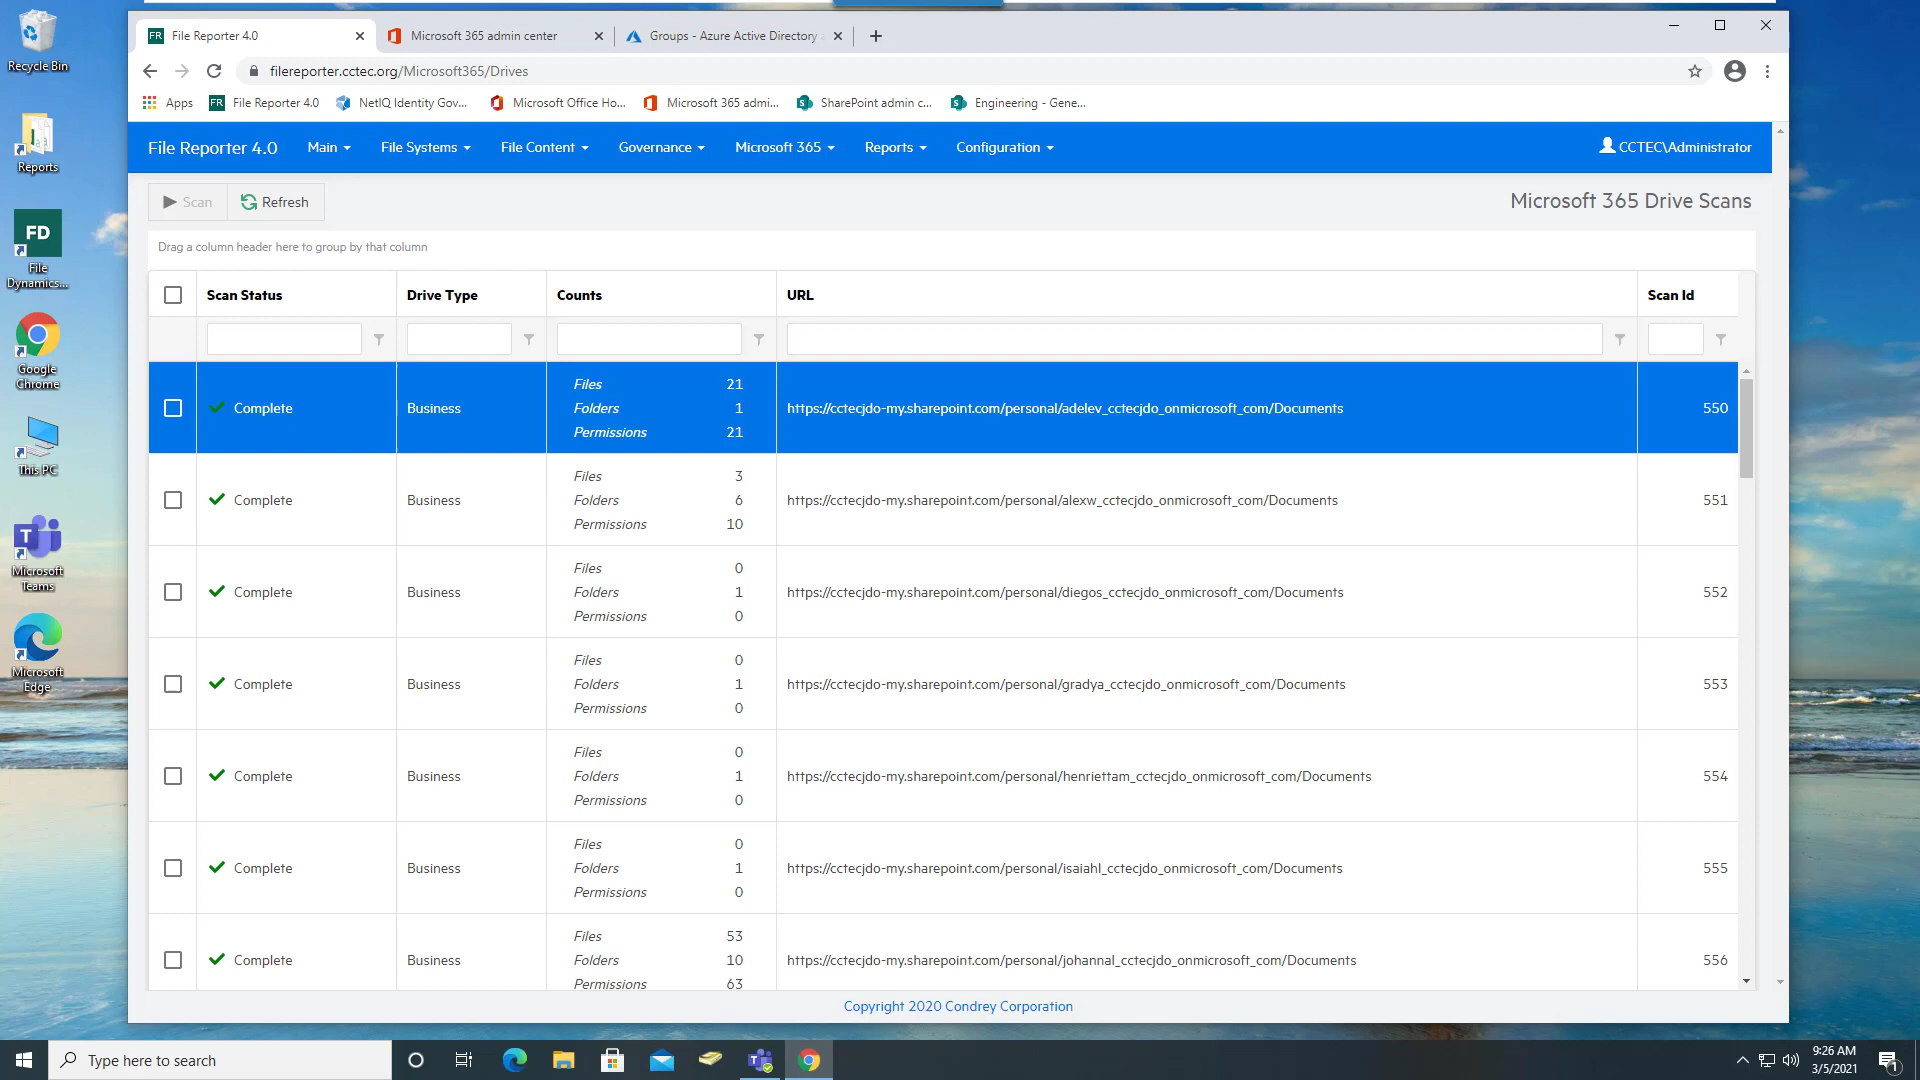 Recycle Bin
Reports
FD
File
Dynamics...
Google
Chrome
This PC
T
Microsoft
Teams
Microsoft
Edge
FR File Reporter 4.0
Microsoft 365 admin center
Groups - Azure Active Directory
filereporter.cctec.org/Microsoft365/Drives
Apps
FR File Reporter 4.0
NetIQ Identity Gov...
Microsoft Office Ho...
Microsoft 365 admi...
SharePoint admin c...
Engineering - Gene...
File Reporter 4.0 Main File Systems File Content Governance Microsoft 365 Reports Configuration CCTEC\Administrator
Scan Refresh Microsoft 365 Drive Scans
Drag a column header here to group by that column
Scan Status Drive Type Counts URL Scan Id
Files 21
Complete Business Folders 1 https://cctecjdo-my.sharepoint.com/personal/adelev_cctecjdo_onmicrosoft_com/Documents 550
Permissions 21
Files 3
Complete Business Folders 6 https://cctecjdo-my.sharepoint.com/personal/alexw_cctecjdo_onmicrosoft_com/Documents 551
Permissions 10
Files 0
Complete Business Folders 1 https://cctecjdo-my.sharepoint.com/personal/diegos_cctecjdo_onmicrosoft_com/Documents 552
Permissions 0
Files 0
Complete Business Folders 1 https://cctecjdo-my.sharepoint.com/personal/gradya_cctecjdo_onmicrosoft_com/Documents 553
Permissions 0
Files 0
Complete Business Folders 1 https://cctecjdo-my.sharepoint.com/personal/henriettam_cctecjdo_onmicrosoft_com/Documents 554
Permissions 0
Files 0
Complete Business Folders 1 https://cctecjdo-my.sharepoint.com/personal/isaiahl_cctecjdo_onmicrosoft_com/Documents 555
Permissions 0
Files 53
Complete Business Folders 10 https://cctecjdo-my.sharepoint.com/personal/johannal_cctecjdo_onmicrosoft_com/Documents 556
Permissions 63
Copyright 2020 Condrey Corporation
Type here to search
9:26 AM
3/5/2021
1